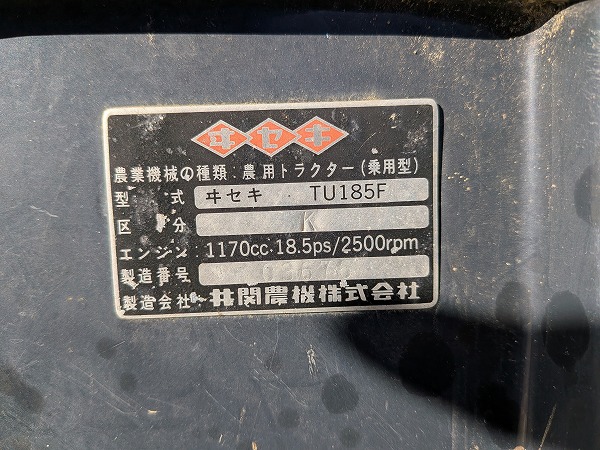 ヰセキ
農業機械の種類：農用トラクター(乗用型)
型式 ヰセキ TU185F
区分 K
エンジン 1170cc·18.5ps/2500rpm
製造番号
製造会社 井関農機株式会社